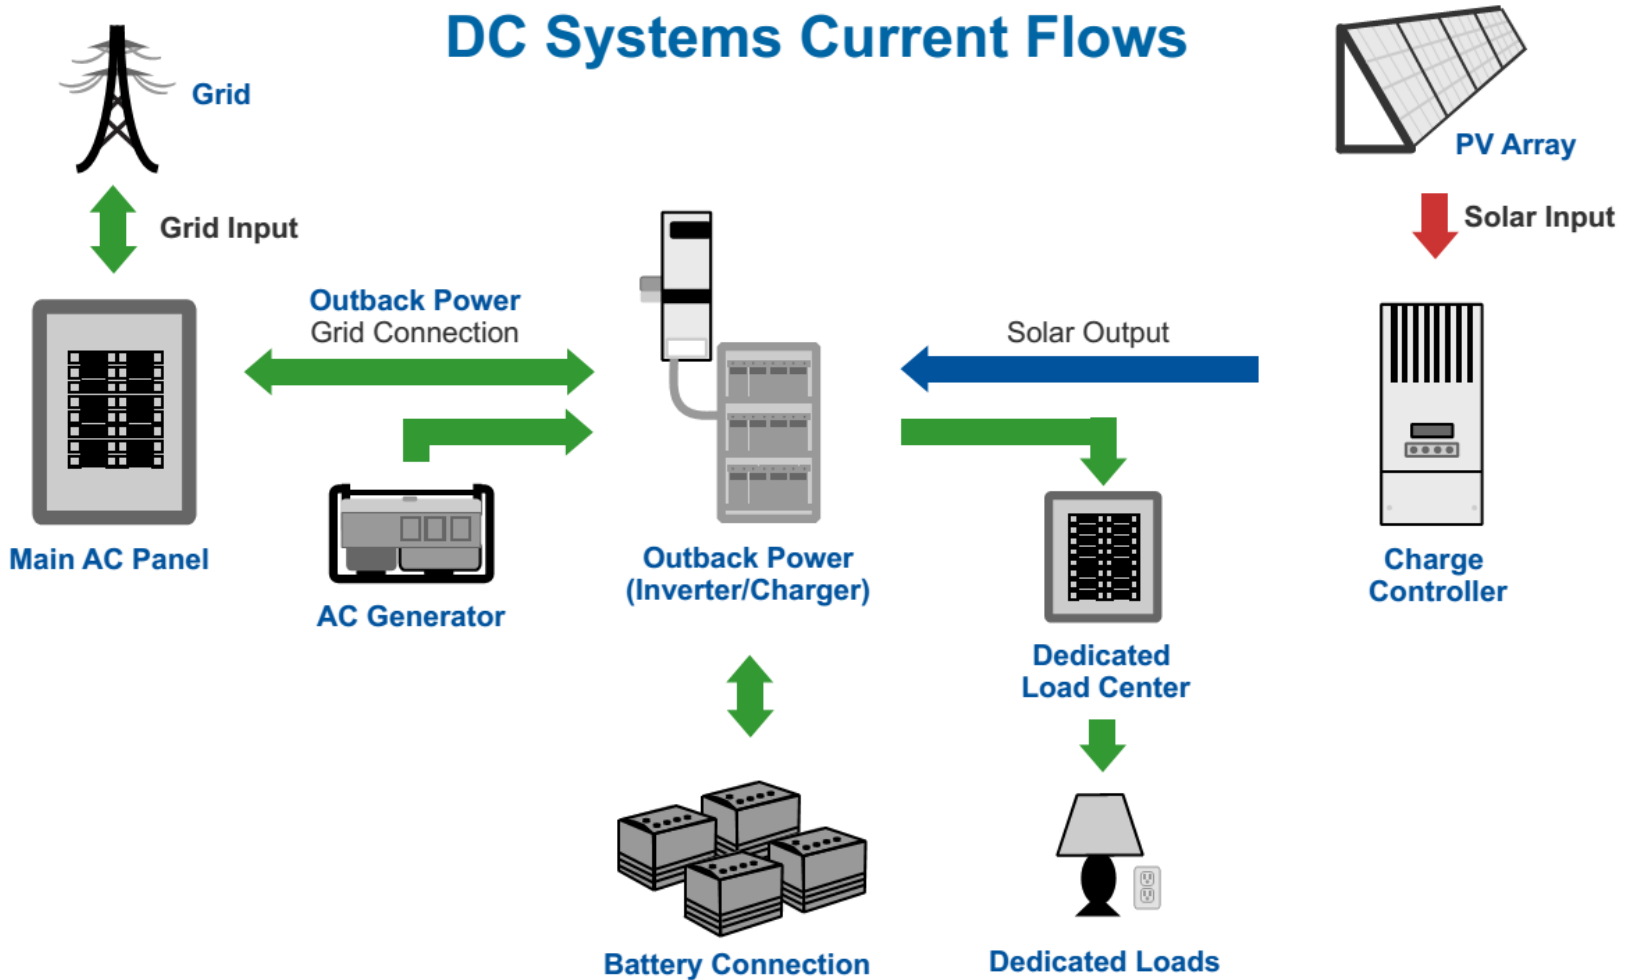 DC Systems Current Flows
Grid
PV Array
Grid Input
Solar Input
Outback Power
Grid Connection
Solar Output
Main AC Panel
AC Generator
Outback Power
(Inverter/Charger)
Charge
Controller
Dedicated
Load Center
Battery Connection
Dedicated Loads